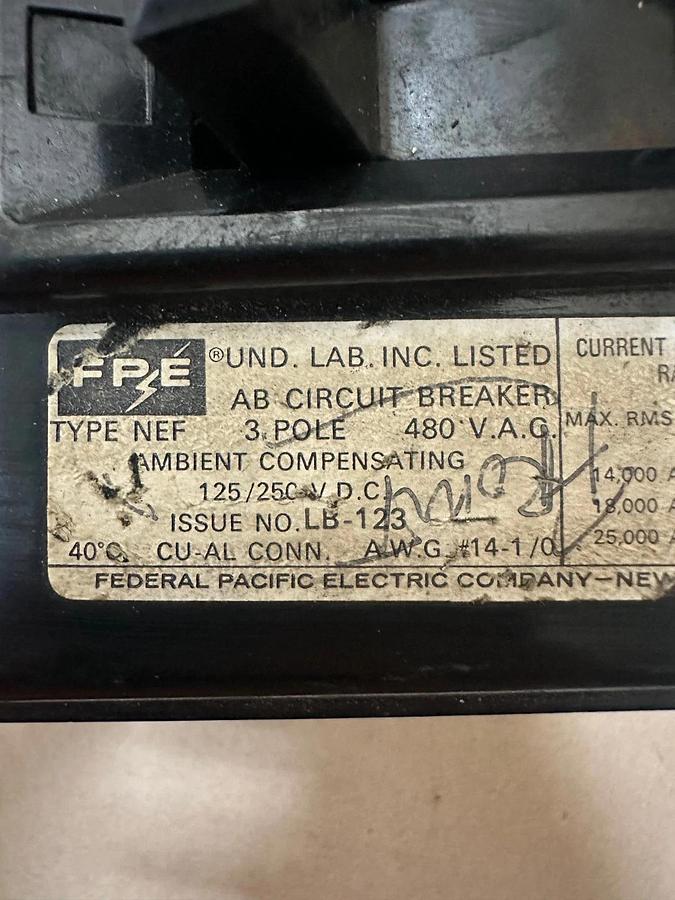 FPE ® UND. LAB. INC. LISTED
AB CIRCUIT BREAKER
TYPE NEF 3 POLE 480 V.A.C.
AMBIENT COMPENSATING
125/250 V D.C.
ISSUE NO. LB-123
40°C. CU-AL CONN. A.W.G. #14-1/0
FEDERAL PACIFIC ELECTRIC COMPANY–NEW
CURRENT
MAX. RMS
14,000 A
18,000 A
25,000 A